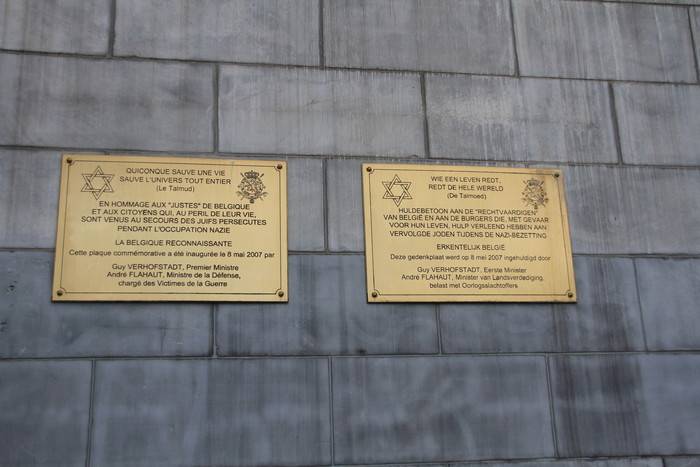 QUICONQUE SAUVE UNE VIE
SAUVE L'UNIVERS TOUT ENTIER
(Le Talmud)
EN HOMMAGE AUX "JUSTES" DE BELGIQUE
ET AUX CITOYENS QUI, AU PERIL DE LEUR VIE,
SONT VENUS AU SECOURS DES JUIFS PERSECUTES
PENDANT L'OCCUPATION NAZIE
LA BELGIQUE RECONNAISSANTE
Cette plaque commémorative a été inaugurée le 8 mai 2007 par
Guy VERHOFSTADT, Premier Ministre
André FLAHAUT, Ministre de la Défense,
chargé des Victimes de la Guerre
WIE EEN LEVEN REDT,
REDT DE HELE WERELD
(De Talmoed)
HULDEBETOON AAN DE "RECHTVAARDIGEN"
VAN BELGIË EN AAN DE BURGERS DIE, MET GEVAAR
VOOR HUN LEVEN, HULP VERLEEND HEBBEN AAN
VERVOLGDE JODEN TIJDENS DE NAZI-BEZETTING
ERKENTELIJK BELGIË
Deze gedenkplaat werd op 8 mei 2007 ingehuldigd door
Guy VERHOFSTADT, Eerste Minister
André FLAHAUT, Minister van Landsverdediging,
belast met Oorlogsslachtoffers